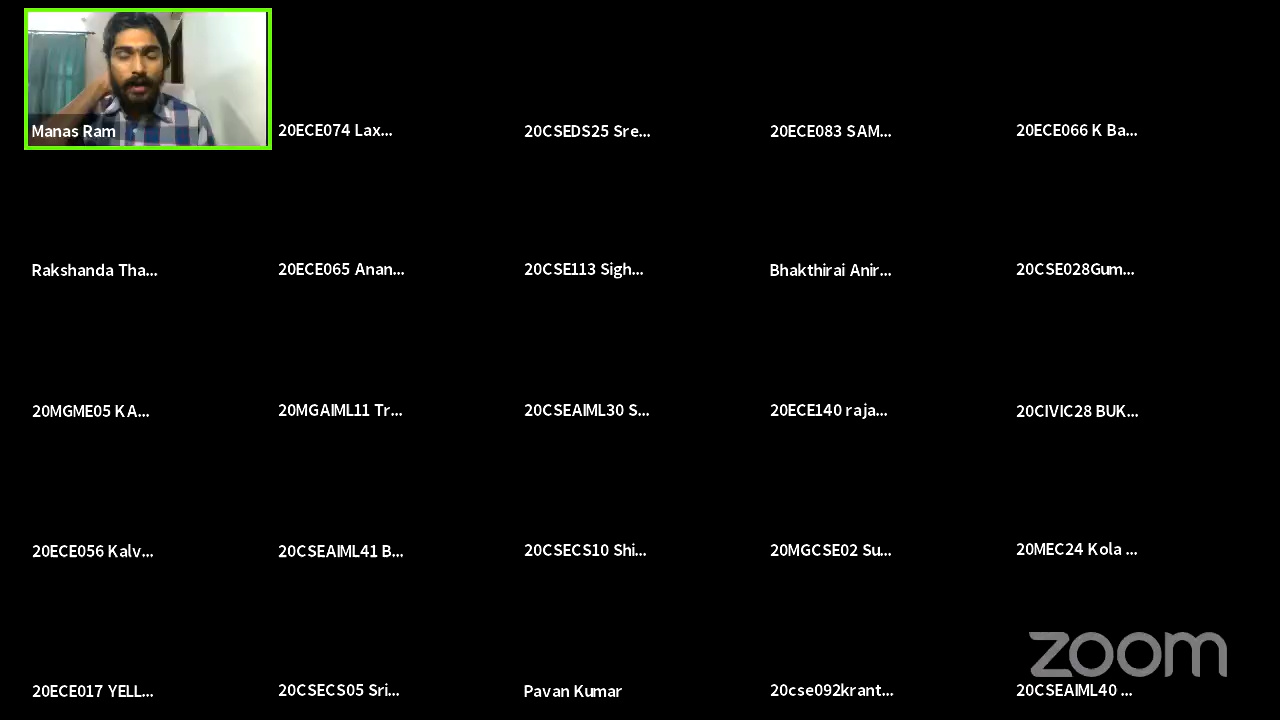 Manas Ram
20ECE074 Lax...
20CSEDS25 Sre...
20ECE083 SAM...
20ECE066 K Ba...
Rakshanda Tha...
20ECE065 Anan...
20CSE113 Sigh...
Bhakthirai Anir...
20CSE028Gum...
20MGME05 K A...
20MGAIML11 Tr...
20CSEAIML30 S...
20ECE140 raja...
20CIVIC28 BUK...
20ECE056 Kalv...
20CSEAIML41 B...
20CSECS10 Shi...
20MGCSE02 Su...
20MEC24 Kola ...
zoom
20ECE017 YELL...
20CSECS05 Sri...
Pavan Kumar
20cse092krant...
20CSEAIML40 ...